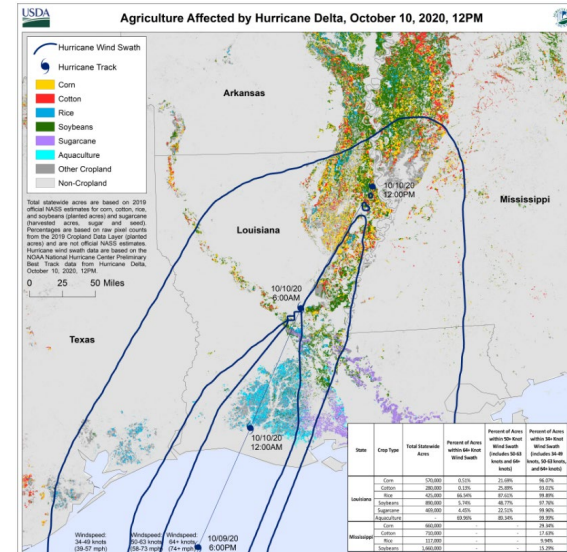 USDA
Agriculture Affected by Hurricane Delta, October 10, 2020, 12PM
Hurricane Wind Swath
Hurricane Track
Corn
Cotton
Rice
Soybeans
Sugarcane
Aquaculture
Other Cropland
Non-Cropland
Total statewide acres are based on 2019
official NASS estimates for corn, cotton, rice,
and soybeans (planted acres) and sugarcane
(harvested acres, sugar and seed).
Percentages are based on raw pixel counts
from the 2019 Cropland Data Layer (planted
acres) and are not official NASS estimates.
Hurricane wind swath data are based on the
NOAA National Hurricane Center Preliminary
Best Track data from Hurricane Delta,
October 10, 2020, 12PM.
0 25 50 Miles
Arkansas
Louisiana
Mississippi
Texas
10/10/20
12:00PM
10/10/20
6:00AM
10/10/20
12:00AM
10/09/20
6:00PM
Windspeed:
34-49 knots
(39-57 mph)
Windspeed:
50-63 knots
(58-73 mph)
Windspeed:
64+ knots
(74+ mph)
State Crop Type Total Statewide Acres Percent of Acres within 64+ Knot Wind Swath Percent of Acres within 50+ Knot Wind Swath (includes 50-63 knots and 64+ knots) Percent of Acres within 34+ Knot Wind Swath (includes 34-49 knots, 50-63 knots, and 64+ knots)
Louisiana
Corn 570,000 0.51% 21.69% 96.07%
Cotton 280,000 0.13% 25.89% 93.01%
Rice 425,000 66.54% 87.61% 99.89%
Soybeans 890,000 5.74% 48.77% 97.76%
Sugarcane 469,000 4.45% 22.51% 99.96%
Aquaculture - 69.96% 89.34% 99.99%
Mississippi
Corn 660,000 - - 29.34%
Cotton 710,000 - - 17.63%
Rice 117,000 - - 9.94%
Soybeans 1,660,000 - - 15.29%